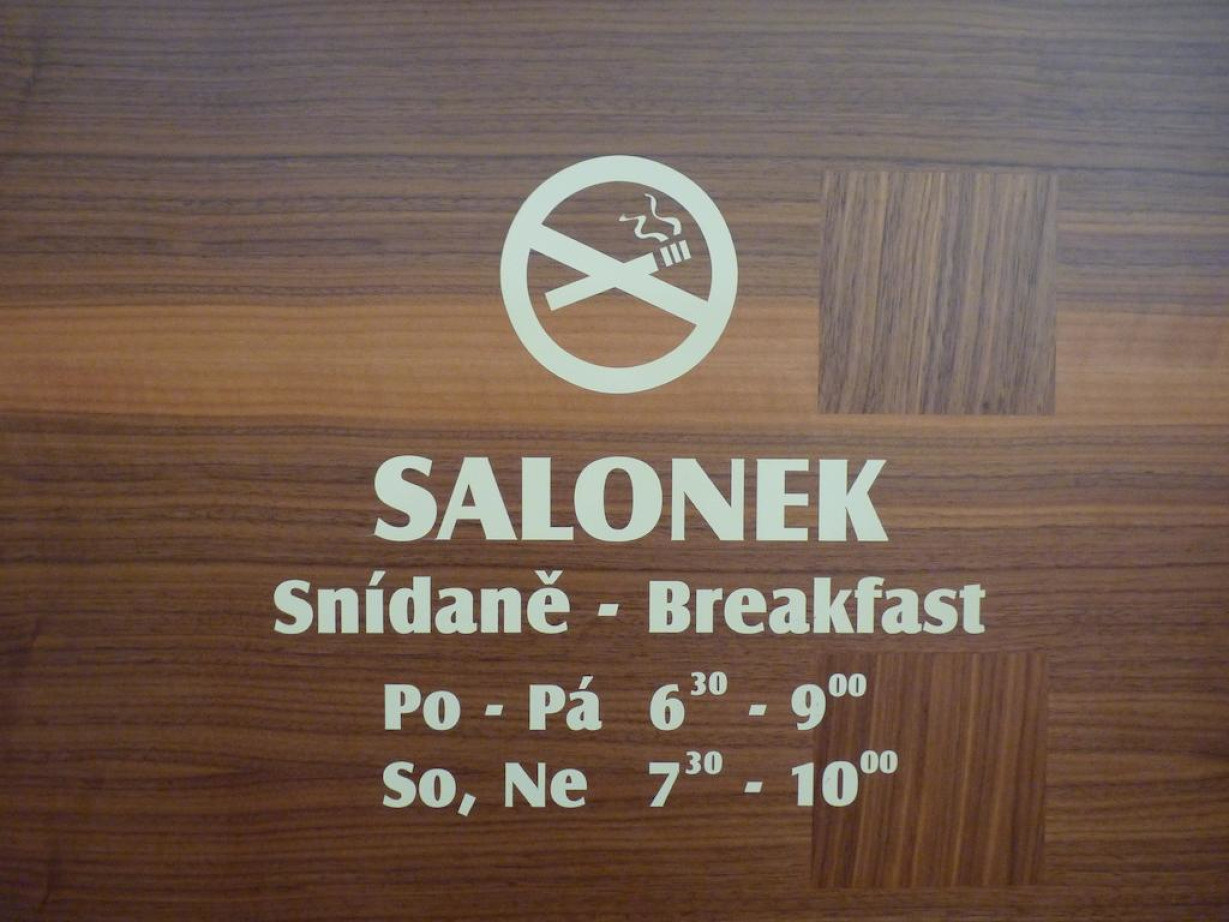 SALONEK
Snídaně - Breakfast
Po - Pá 6³⁰ - 9⁰⁰
So, Ne 7³⁰ - 10⁰⁰